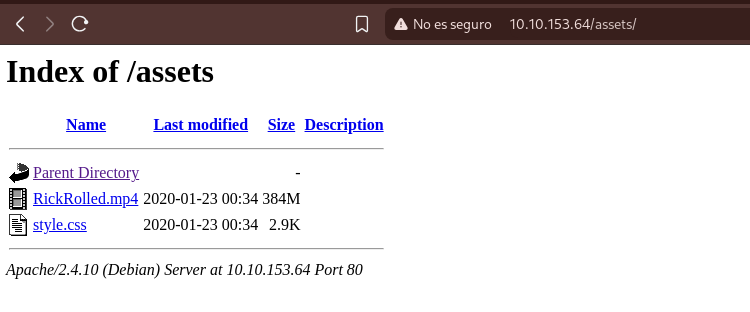 No es seguro 10.10.153.64/assets/
Index of /assets
Name Last modified Size Description
Parent Directory -
RickRolled.mp4 2020-01-23 00:34 384M
style.css 2020-01-23 00:34 2.9K
Apache/2.4.10 (Debian) Server at 10.10.153.64 Port 80